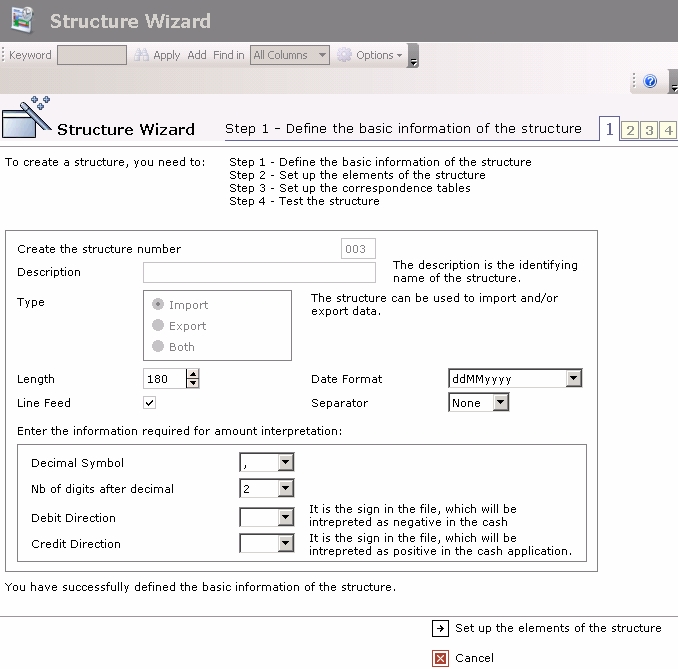 Structure Wizard
Keyword Apply Add Find in All Columns Options
Structure Wizard Step 1 - Define the basic information of the structure 1 2 3 4
To create a structure, you need to: Step 1 - Define the basic information of the structure
Step 2 - Set up the elements of the structure
Step 3 - Set up the correspondence tables
Step 4 - Test the structure
Create the structure number 003
Description The description is the identifying
name of the structure.
Type Import The structure can be used to import and/or
export data.
Export
Both
Length 180 Date Format ddMMyyyy
Line Feed Separator None
Enter the information required for amount interpretation:
Decimal Symbol ,
Nb of digits after decimal 2
Debit Direction It is the sign in the file, which will be
intrepreted as negative in the cash
Credit Direction It is the sign in the file, which will be
intrepreted as positive in the cash application.
You have successfully defined the basic information of the structure.
Set up the elements of the structure
Cancel